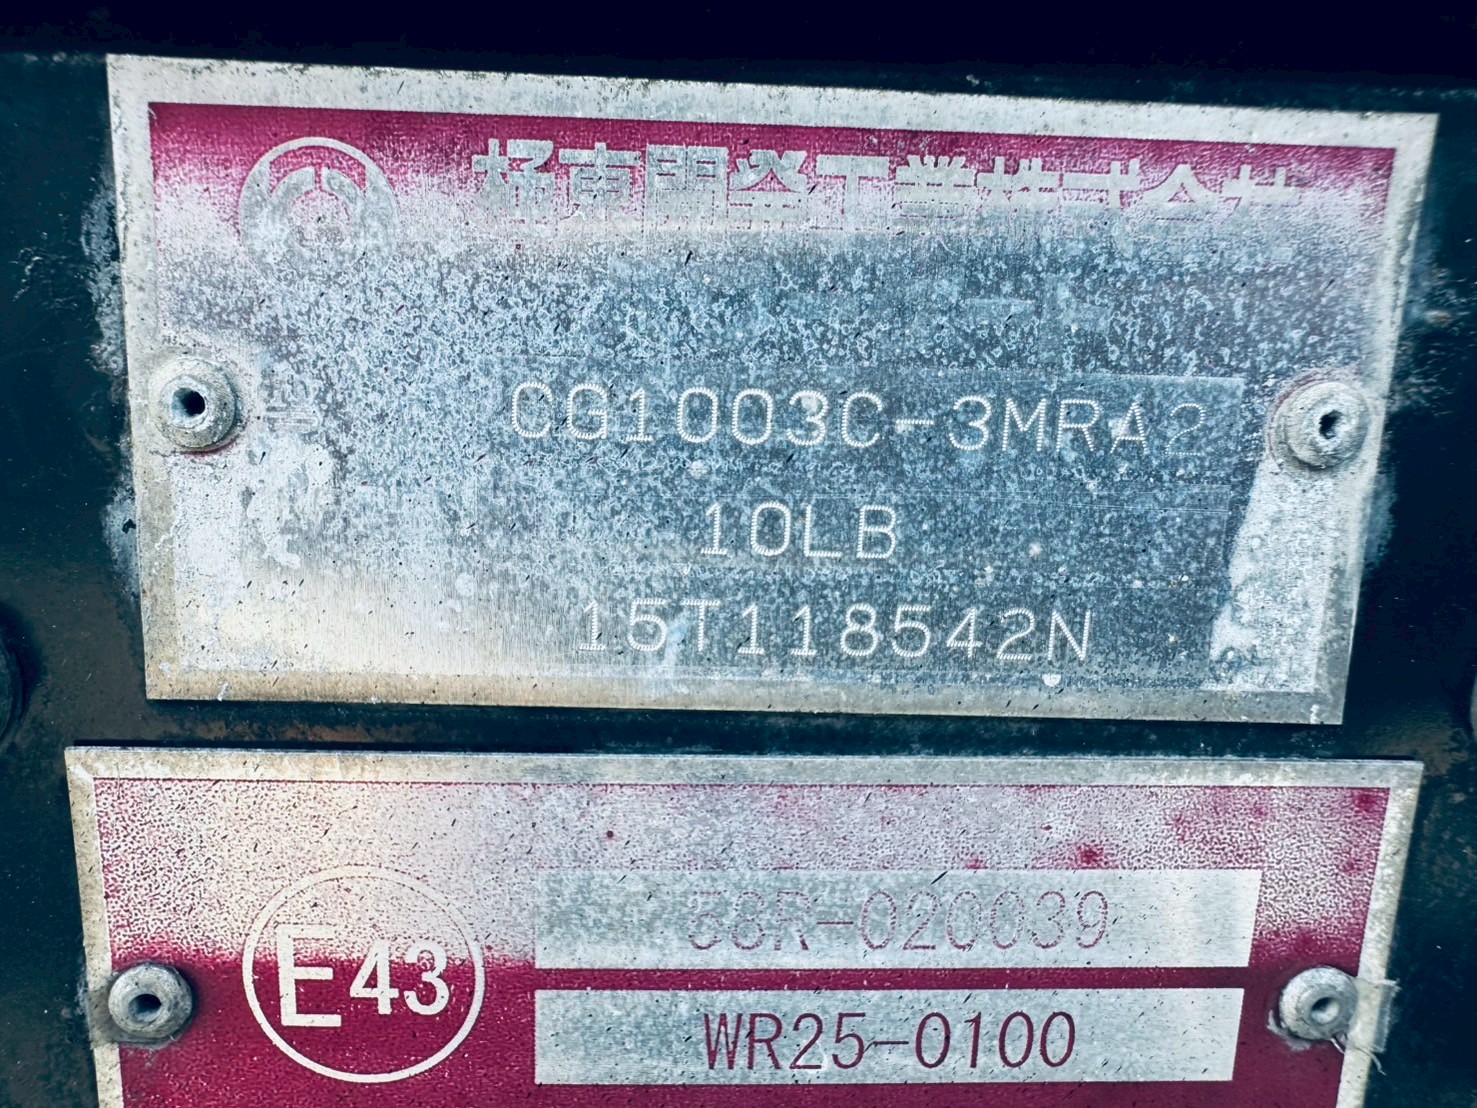 極東開発工業株式会社
CG1003C-3MRA2
10LB
15T118542N
E43
58R-020039
WR25-0100